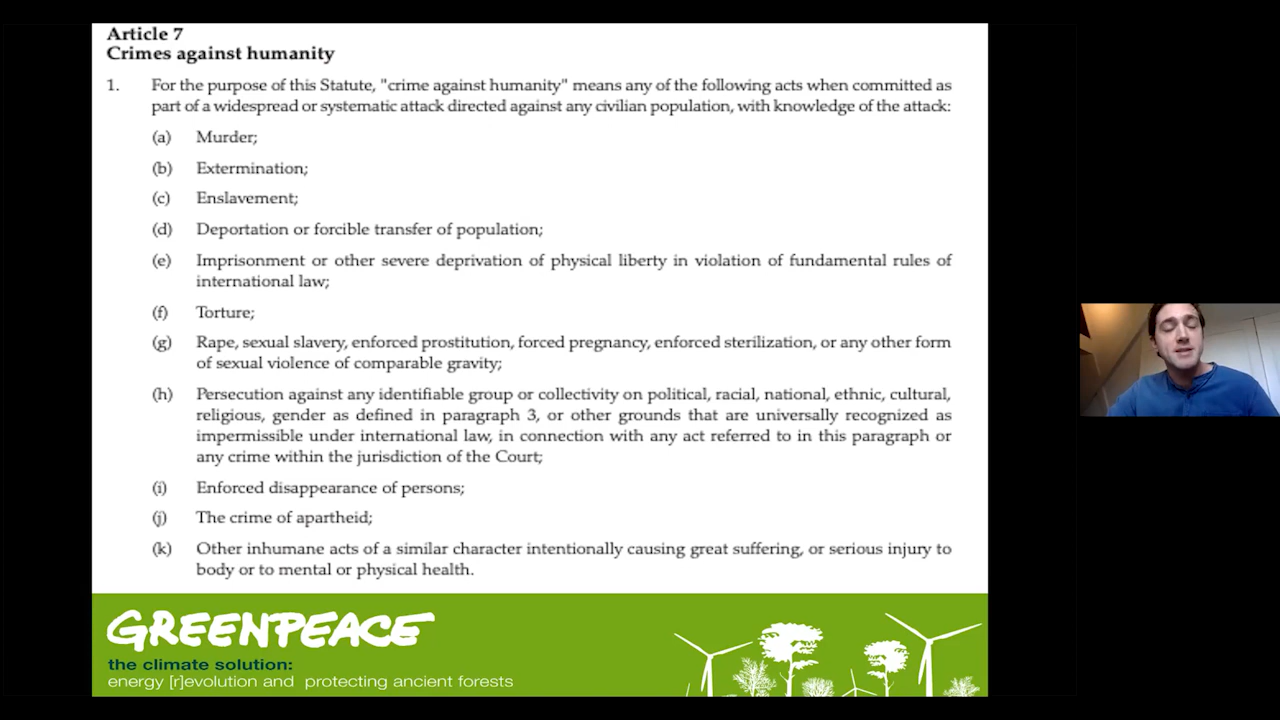 Article 7
Crimes against humanity
1. For the purpose of this Statute, "crime against humanity" means any of the following acts when committed as
part of a widespread or systematic attack directed against any civilian population, with knowledge of the attack:
(a) Murder;
(b) Extermination;
(c) Enslavement;
(d) Deportation or forcible transfer of population;
(e) Imprisonment or other severe deprivation of physical liberty in violation of fundamental rules of
international law;
(f) Torture;
(g) Rape, sexual slavery, enforced prostitution, forced pregnancy, enforced sterilization, or any other form
of sexual violence of comparable gravity;
(h) Persecution against any identifiable group or collectivity on political, racial, national, ethnic, cultural,
religious, gender as defined in paragraph 3, or other grounds that are universally recognized as
impermissible under international law, in connection with any act referred to in this paragraph or
any crime within the jurisdiction of the Court;
(i) Enforced disappearance of persons;
(j) The crime of apartheid;
(k) Other inhumane acts of a similar character intentionally causing great suffering, or serious injury to
body or to mental or physical health.
GREENPEACE
the climate solution:
energy [r]evolution and protecting ancient forests